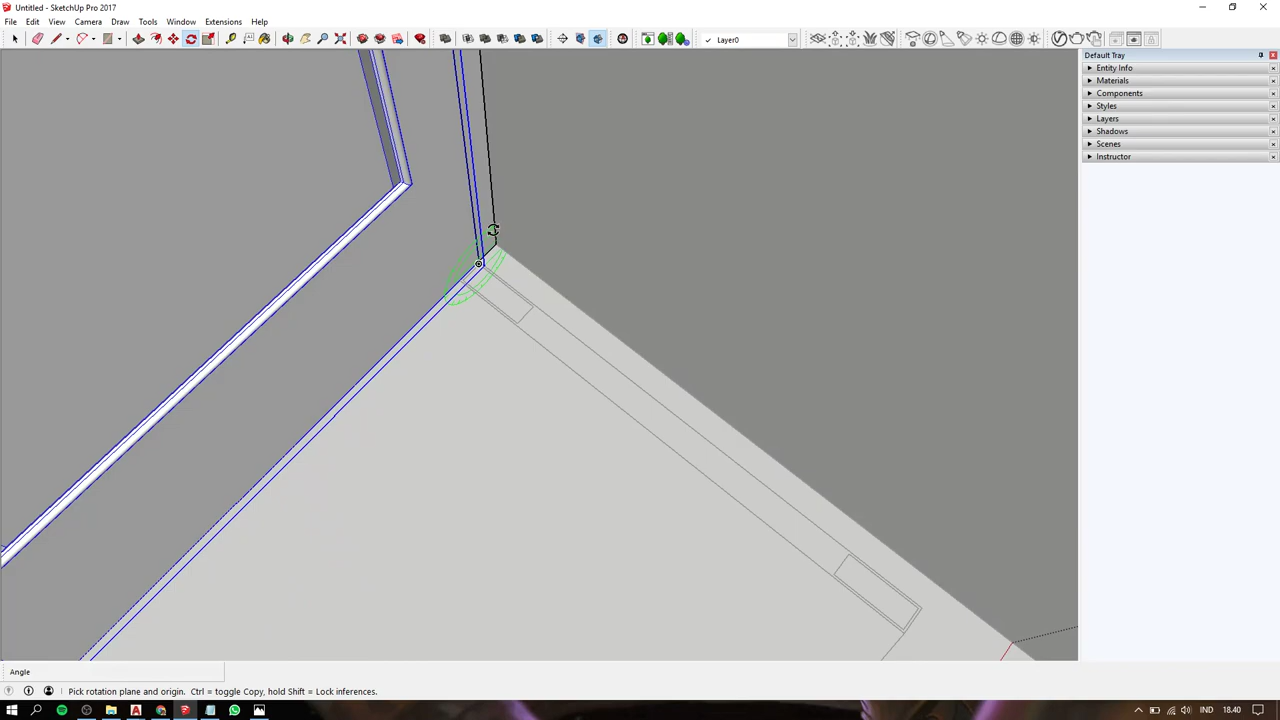 Untitled - SketchUp Pro 2017
File Edit View Camera Draw Tools Window Extensions Help
Layer0
Default Tray
Entity Info
Materials
Components
Styles
Layers
Shadows
Scenes
Instructor
Angle
Pick rotation plane and origin. Ctrl = toggle Copy, hold Shift = Lock inferences.
IND 18.40